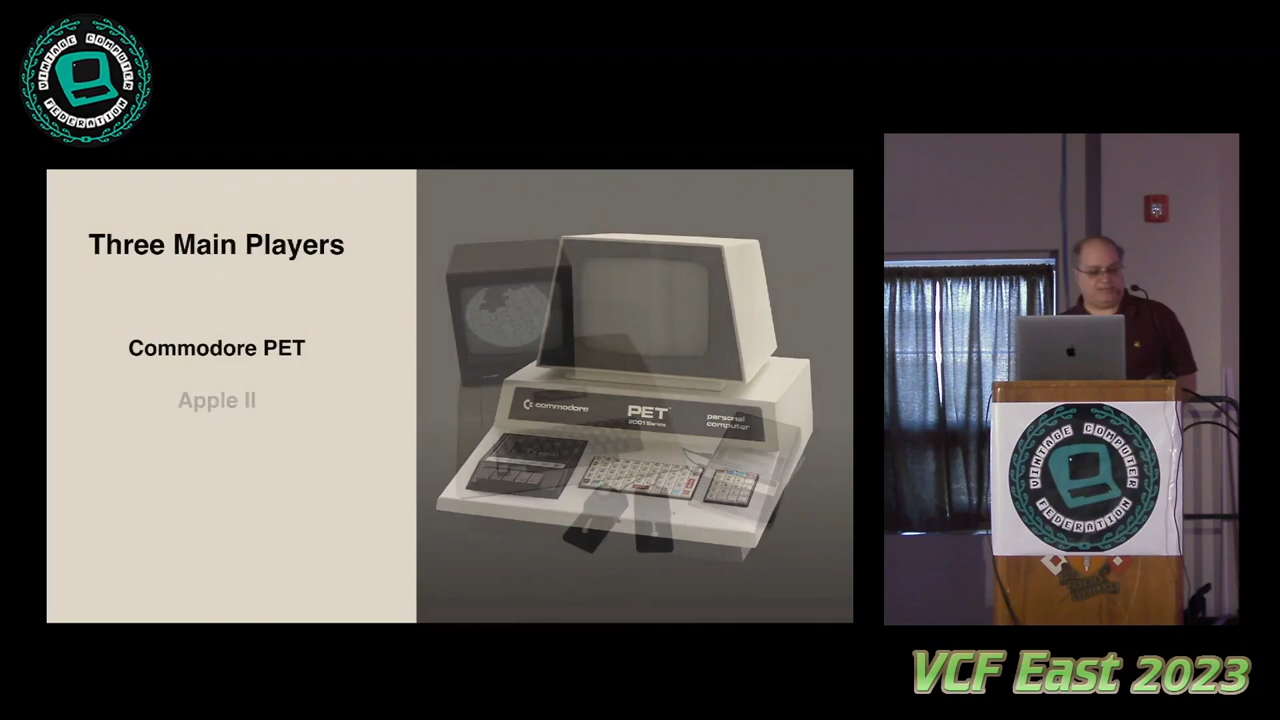 VINTAGE COMPUTER
FEDERATION
Three Main Players
Commodore PET
Apple II
commodore
PET
2001 Series
personal
computer
VINTAGE COMPUTER
FEDERATION
VCF East 2023